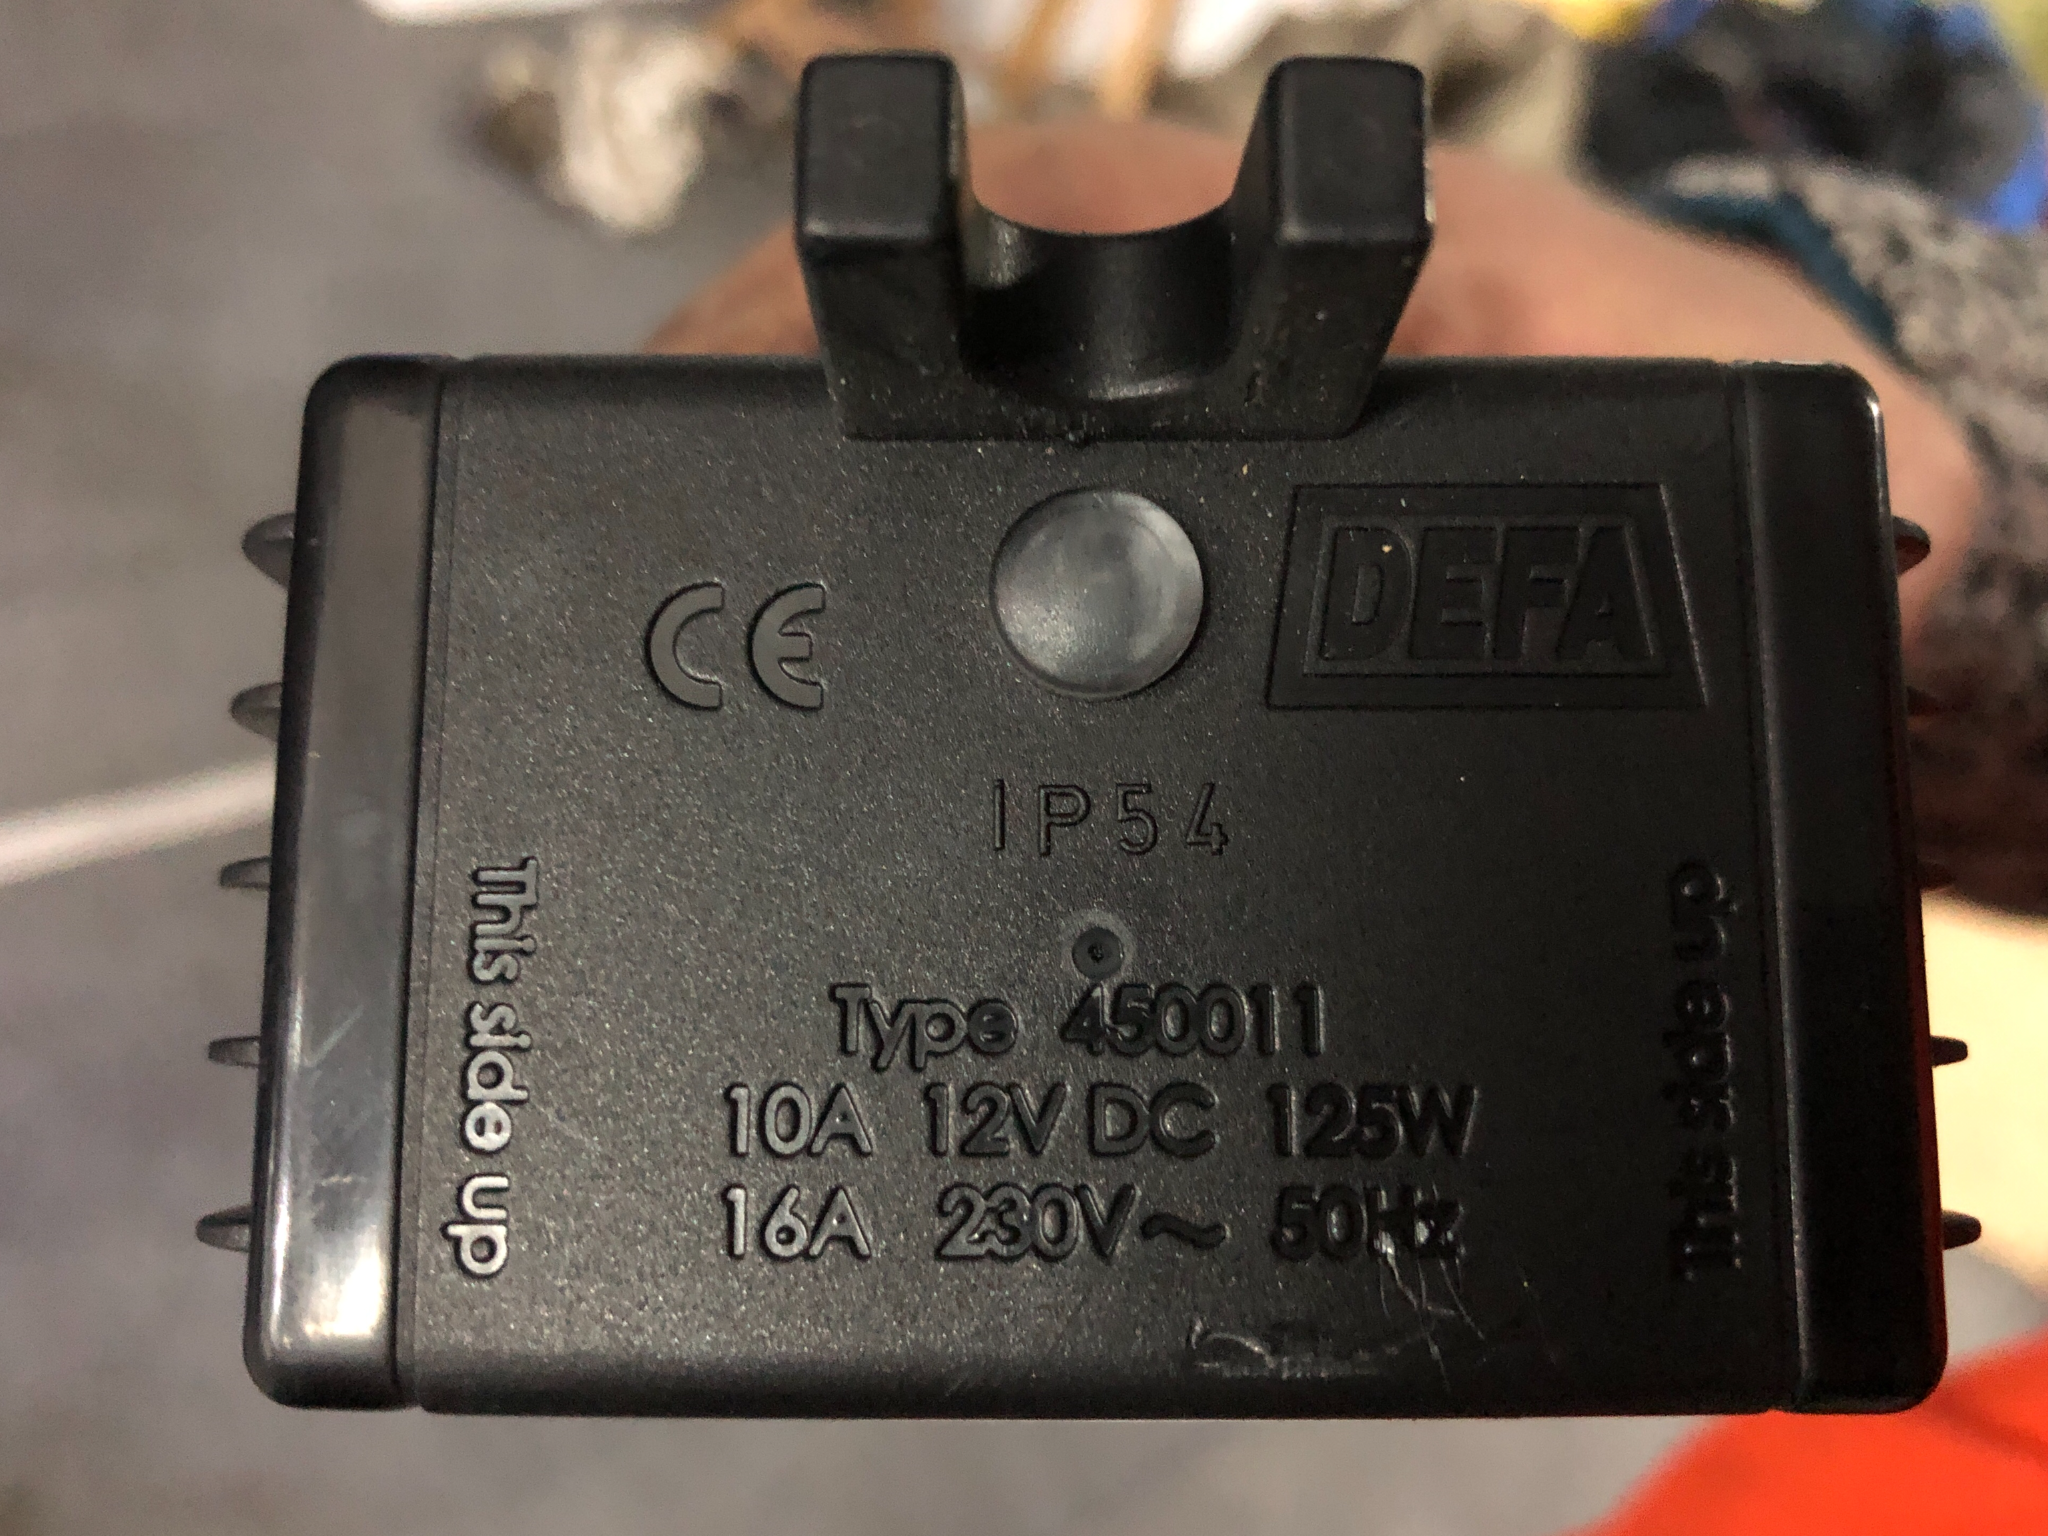 CE
DEFA
IP54
This side up
This side up
Type 450011
10A 12V DC 125W
16A 230V~ 50Hz